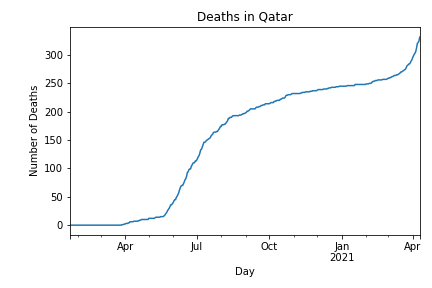 Deaths in Qatar
Number of Deaths
300
250
200
150
100
50
0
Apr
Jul
Oct
Jan
2021
Apr
Day